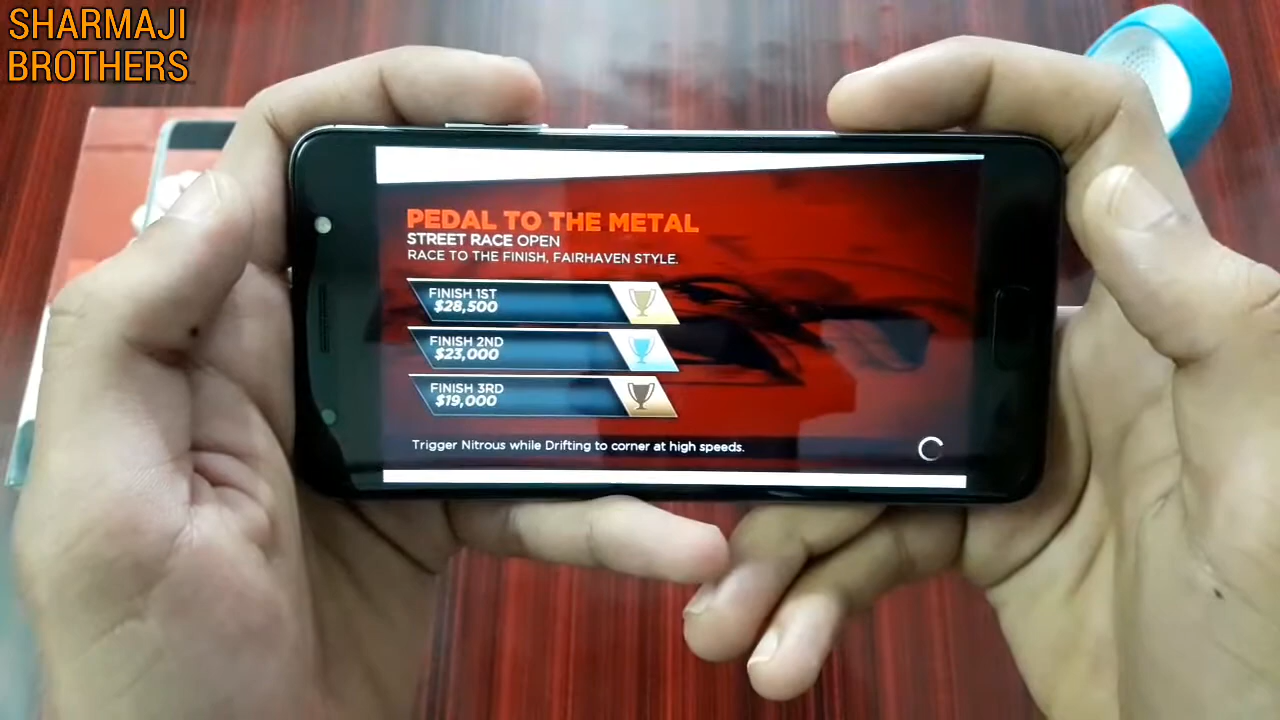 SHARMAJI
BROTHERS
PEDAL TO THE METAL
STREET RACE OPEN
RACE TO THE FINISH, FAIRHAVEN STYLE.
FINISH 1ST
$28,500
FINISH 2ND
$23,000
FINISH 3RD
$19,000
Trigger Nitrous while Drifting to corner at high speeds.